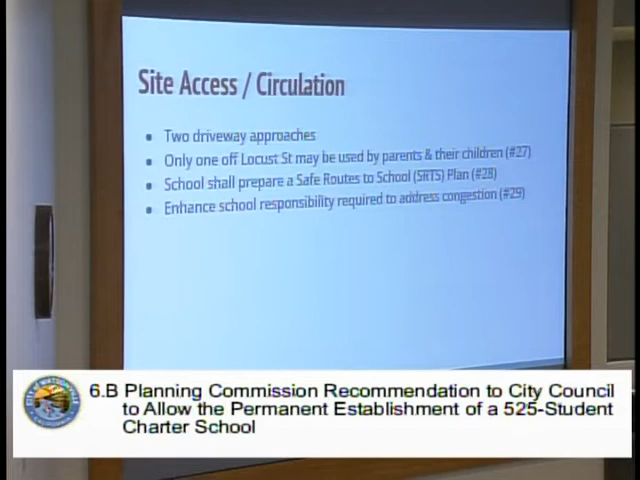 Site Access / Circulation
Two driveway approaches
Only one off Locust St may be used by parents & their children (#27)
School shall prepare a Safe Routes to School (SRTS) Plan (#28)
Enhance school responsibility required to address congestion (#29)
6.B Planning Commission Recommendation to City Council
to Allow the Permanent Establishment of a 525-Student
Charter School